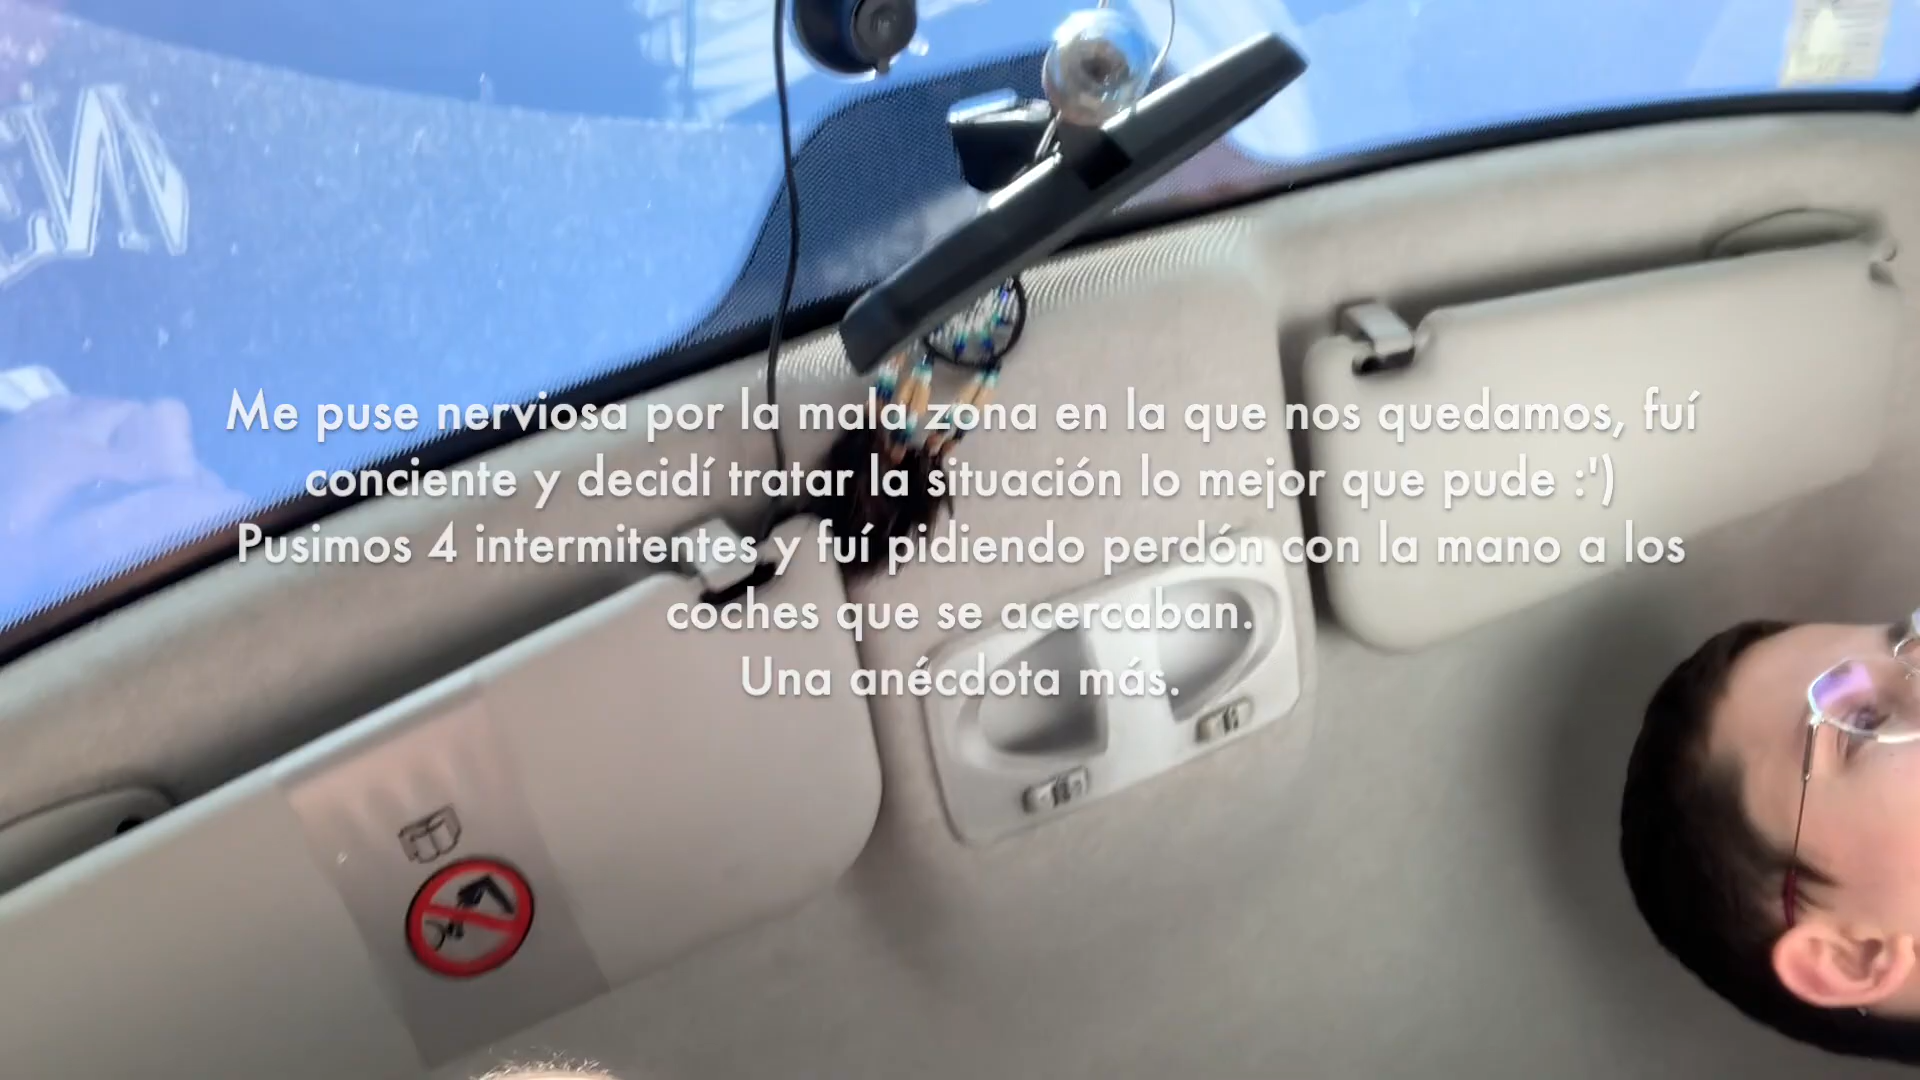 Me puse nerviosa por la mala zona en la que nos quedamos, fuí
conciente y decidí tratar la situación lo mejor que pude :')
Pusimos 4 intermitentes y fuí pidiendo perdón con la mano a los
coches que se acercaban.
Una anécdota más.